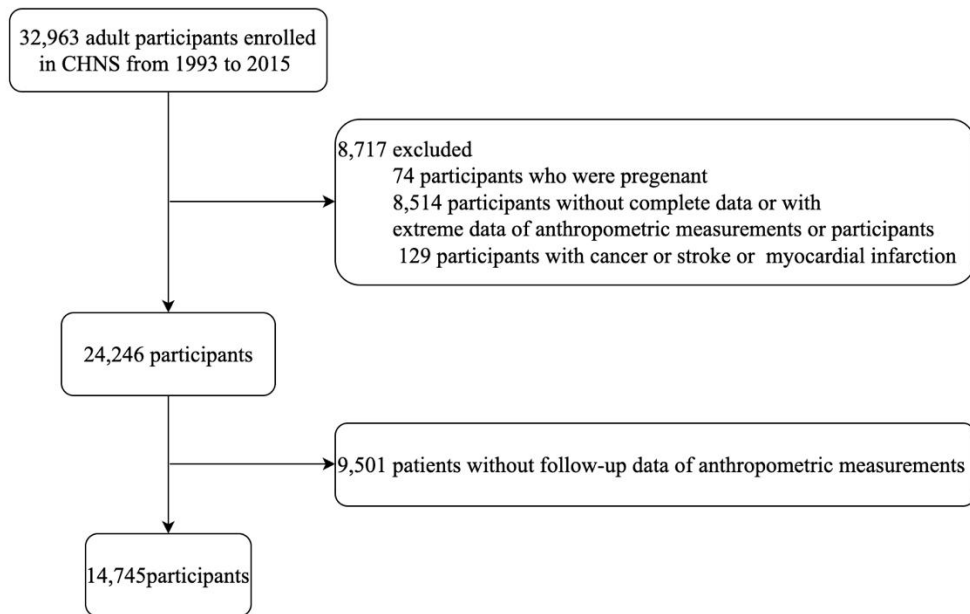 32,963 adult participants enrolled
in CHNS from 1993 to 2015
8,717 excluded
74 participants who were pregenant
8,514 participants without complete data or with
extreme data of anthropometric measurements or participants
129 participants with cancer or stroke or myocardial infarction
24,246 participants
9,501 patients without follow-up data of anthropometric measurements
14,745participants